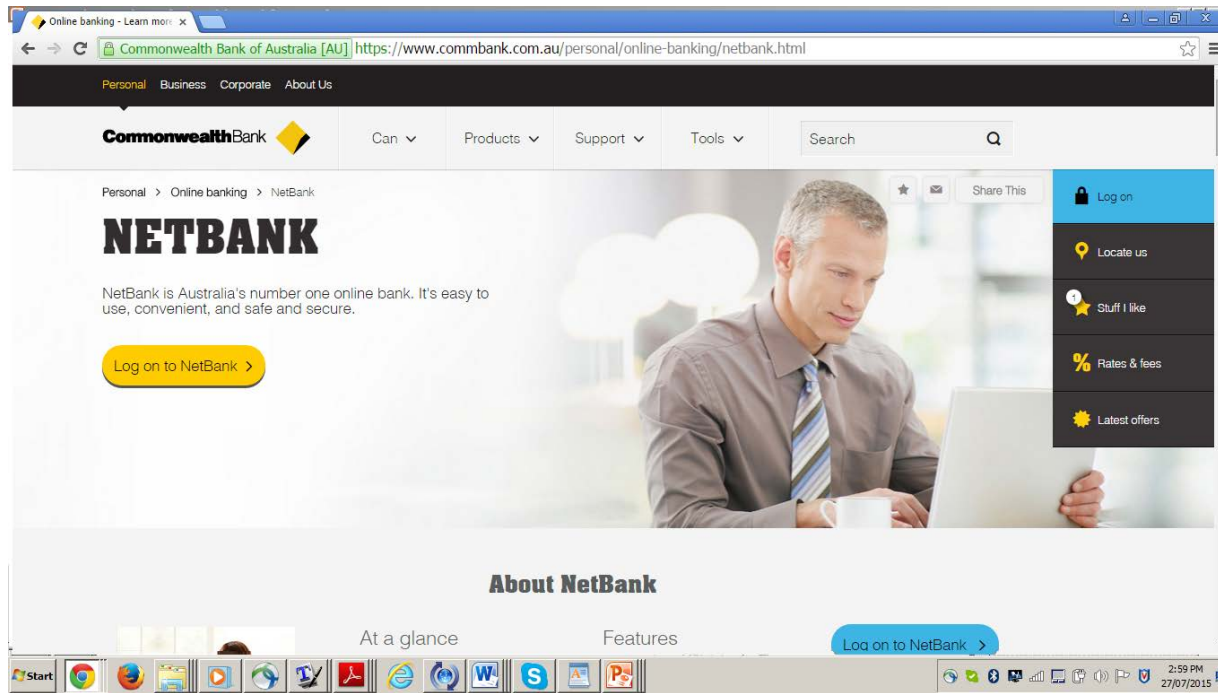 Online banking - Learn more
Commonwealth Bank of Australia [AU] https://www.commbank.com.au/personal/online-banking/netbank.html
Personal Business Corporate About Us
CommonwealthBank Can Products Support Tools Search
Personal > Online banking > NetBank
Share This
Log on
NETBANK
Locate us
NetBank is Australia's number one online bank. It's easy to
use, convenient, and safe and secure.
1
Stuff I like
Log on to NetBank >
% Rates & fees
Latest offers
About NetBank
At a glance Features Log on to NetBank >
Start
2:59 PM
27/07/2015